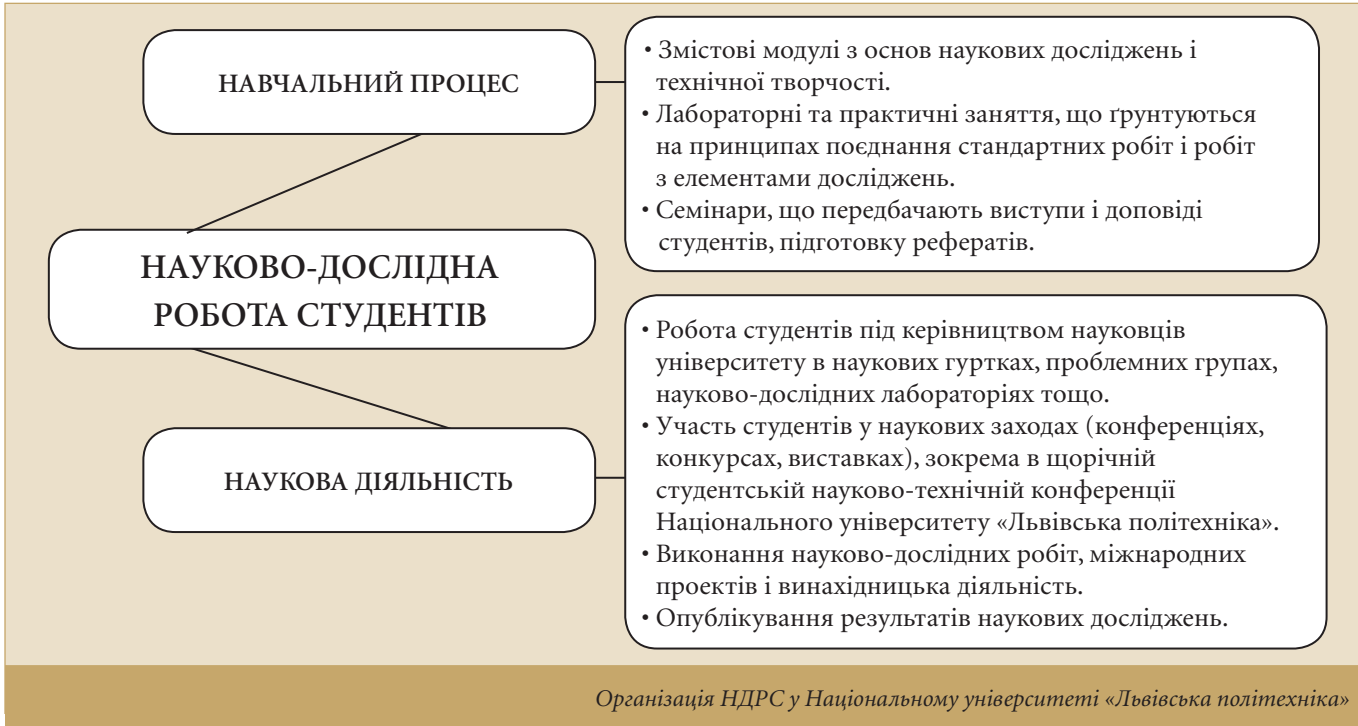 НАВЧАЛЬНИЙ ПРОЦЕС
• Змістові модулі з основ наукових досліджень і
технічної творчості.
• Лабораторні та практичні заняття, що ґрунтуються
на принципах поєднання стандартних робіт і робіт
з елементами досліджень.
• Семінари, що передбачають виступи і доповіді
студентів, підготовку рефератів.
НАУКОВО-ДОСЛІДНА
РОБОТА СТУДЕНТІВ
НАУКОВА ДІЯЛЬНІСТЬ
• Робота студентів під керівництвом науковців
університету в наукових гуртках, проблемних групах,
науково-дослідних лабораторіях тощо.
• Участь студентів у наукових заходах (конференціях,
конкурсах, виставках), зокрема в щорічній
студентській науково-технічній конференції
Національного університету «Львівська політехніка».
• Виконання науково-дослідних робіт, міжнародних
проектів і винахідницька діяльність.
• Опублікування результатів наукових досліджень.
Організація НДРС у Національному університеті «Львівська політехніка»